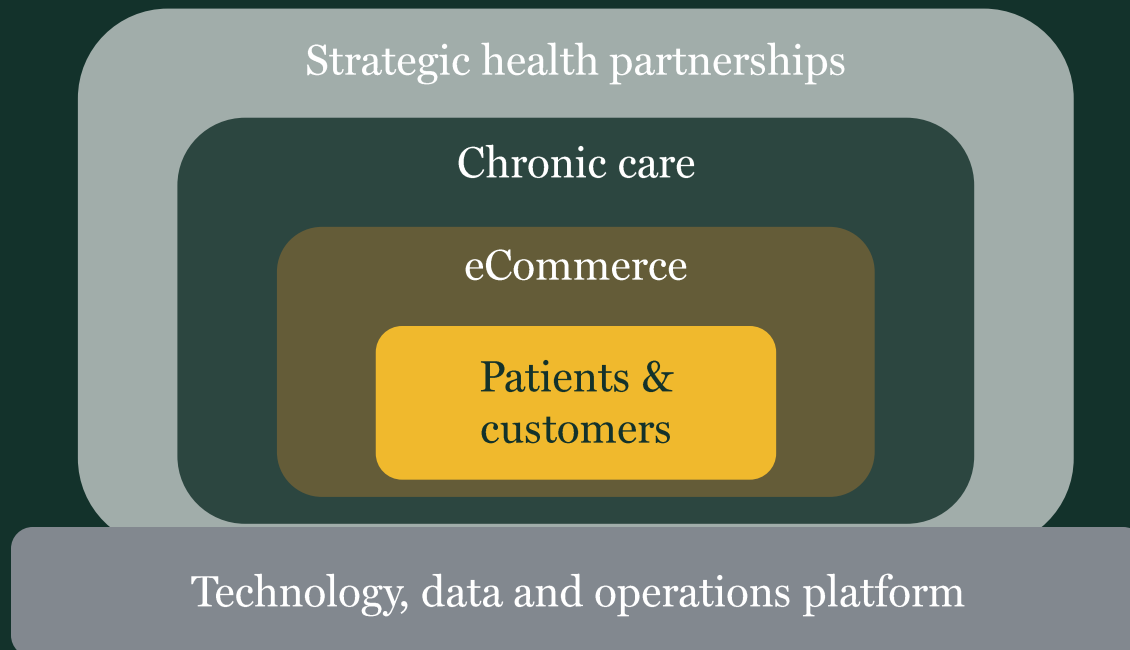 Strategic health partnerships
Chronic care
eCommerce
Patients &
customers
Technology, data and operations platform